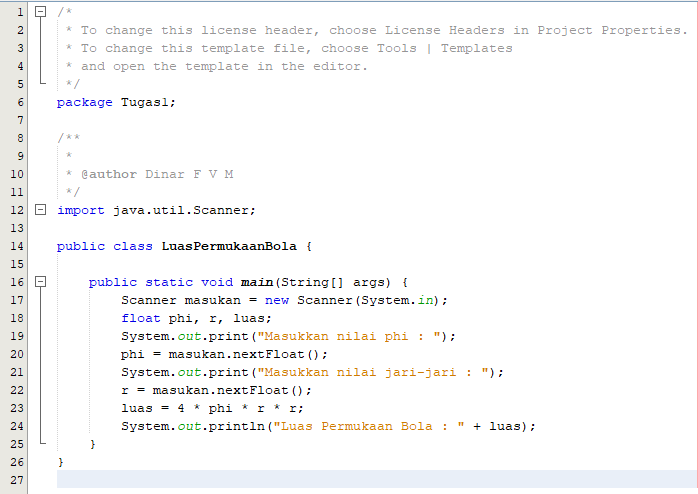 1 /*
2 * To change this license header, choose License Headers in Project Properties.
3 * To change this template file, choose Tools | Templates
4 * and open the template in the editor.
5 */
6 package Tugas1;
7
8 /**
9 *
10 * @author Dinar F V M
11 */
12 import java.util.Scanner;
13
14 public class LuasPermukaanBola {
15
16 public static void main(String[] args) {
17 Scanner masukan = new Scanner(System.in);
18 float phi, r, luas;
19 System.out.print("Masukkan nilai phi : ");
20 phi = masukan.nextFloat();
21 System.out.print("Masukkan nilai jari-jari : ");
22 r = masukan.nextFloat();
23 luas = 4 * phi * r * r;
24 System.out.println("Luas Permukaan Bola : " + luas);
25 }
26 }
27